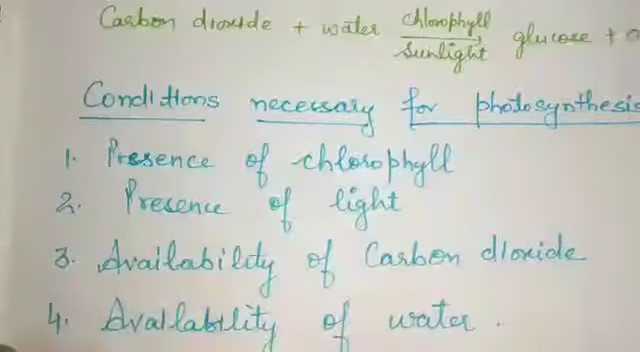 Carbon dioxide + water chlorophyll glucose +
sunlight
Conditions necessary for photosynthesis
1. Presence of chlorophyll
2. Presence of light
3. Availability of Carbon dioxide
4. Availability of water.